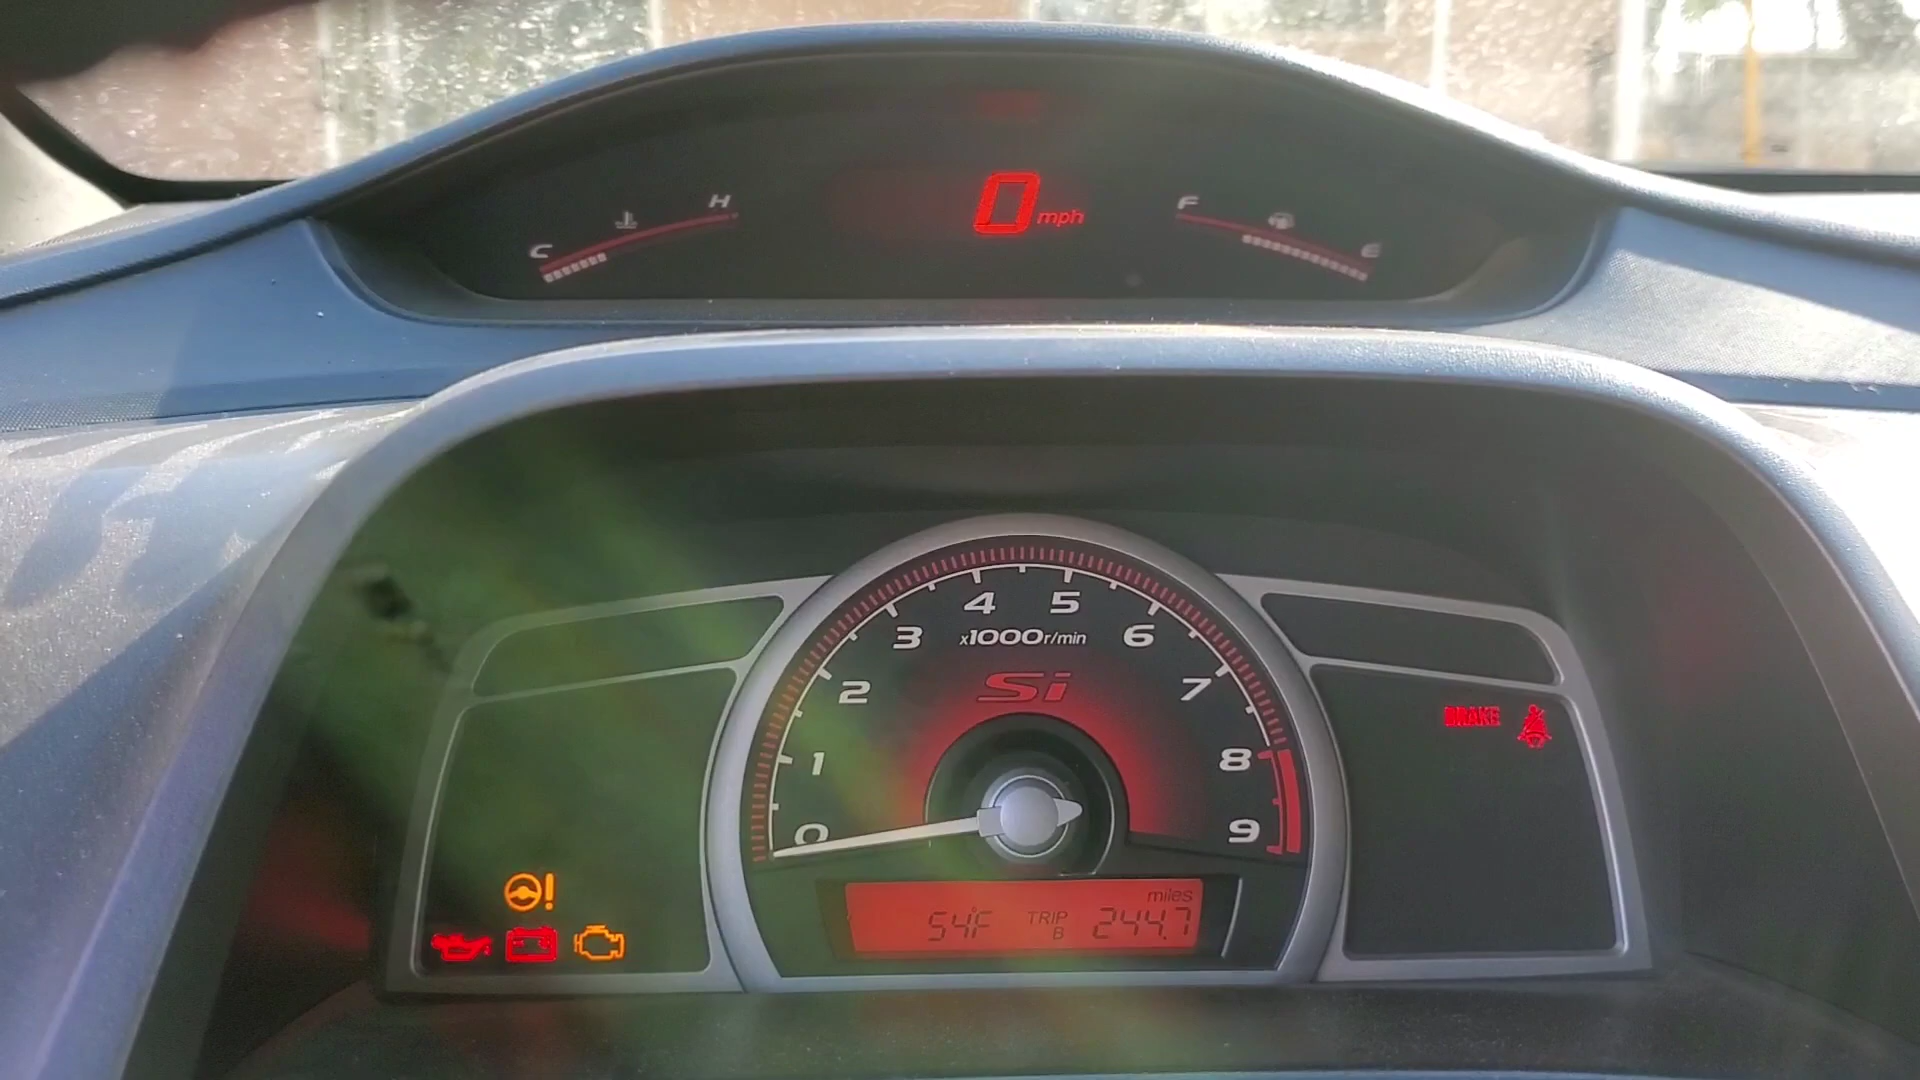 H
C
0 mph
F
E
4 5
3 x1000r/min 6
Si
2 7
1 8
0 9
BRAKE
miles
54°F TRIP B 244.7